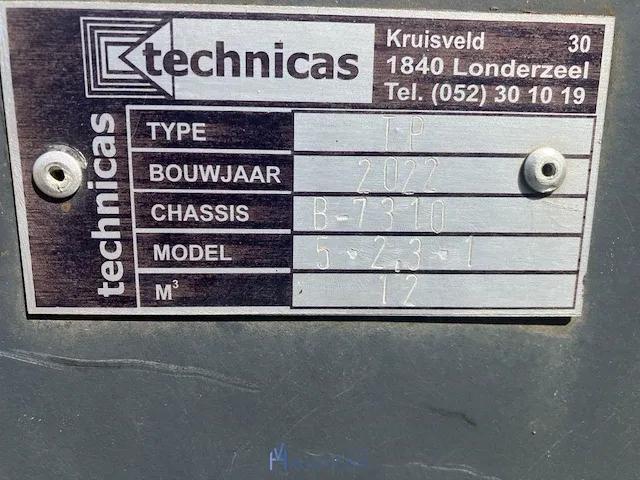 technicas
Kruisveld 30
1840 Londerzeel
Tel. (052) 30 10 19
technicas
TYPE TP
BOUWJAAR 2022
CHASSIS B-7310
MODEL 5-2,3-1
M³ 12